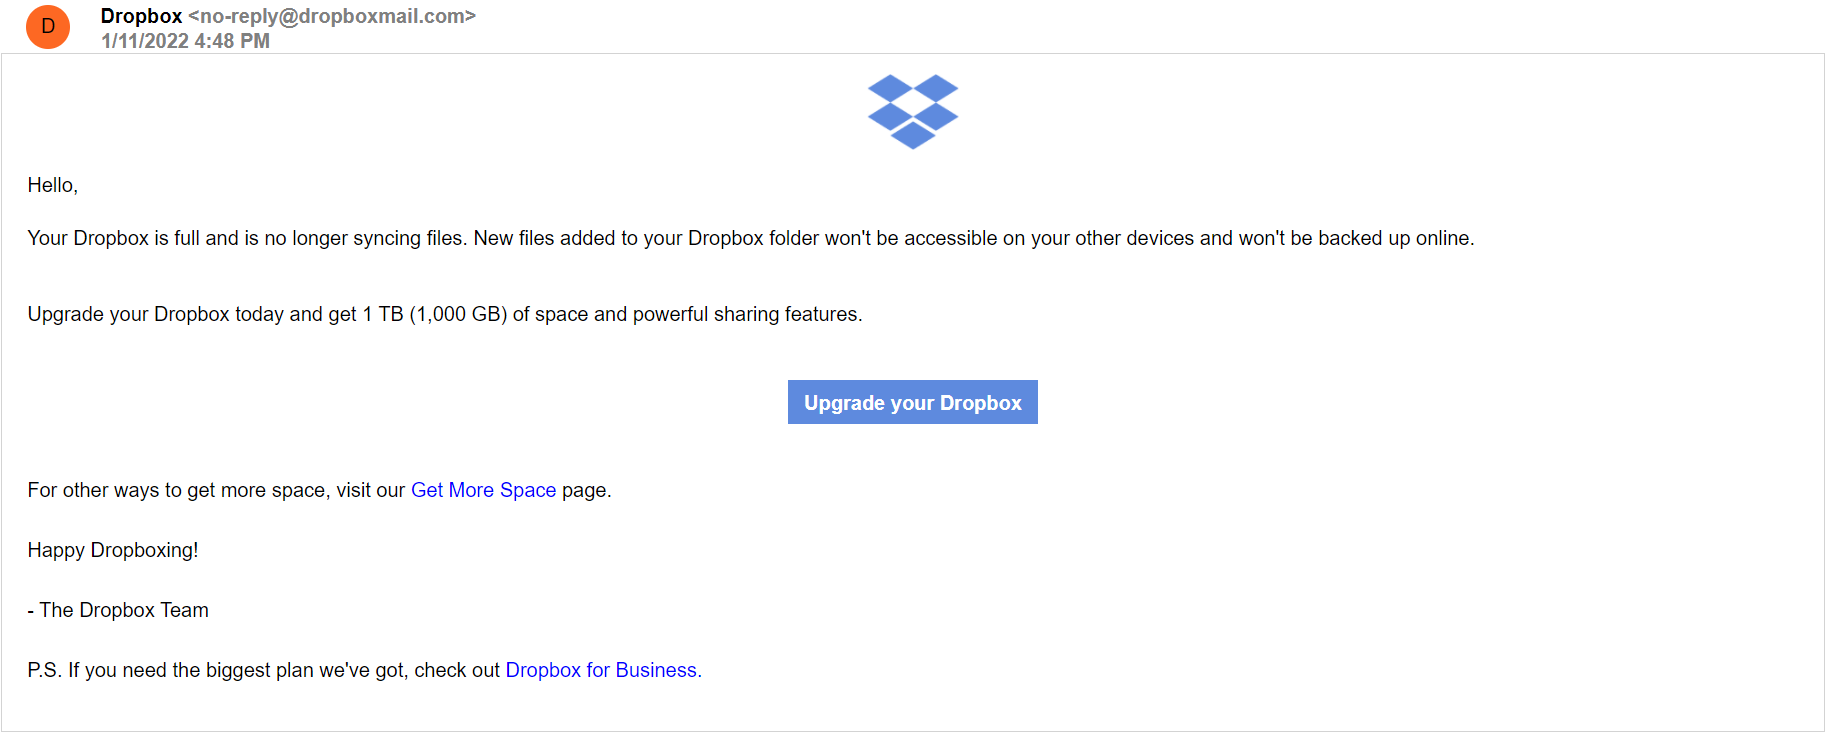 D
Dropbox <no-reply@dropboxmail.com>
1/11/2022 4:48 PM
Hello,
Your Dropbox is full and is no longer syncing files. New files added to your Dropbox folder won't be accessible on your other devices and won't be backed up online.
Upgrade your Dropbox today and get 1 TB (1,000 GB) of space and powerful sharing features.
Upgrade your Dropbox
For other ways to get more space, visit our Get More Space page.
Happy Dropboxing!
- The Dropbox Team
P.S. If you need the biggest plan we've got, check out Dropbox for Business.